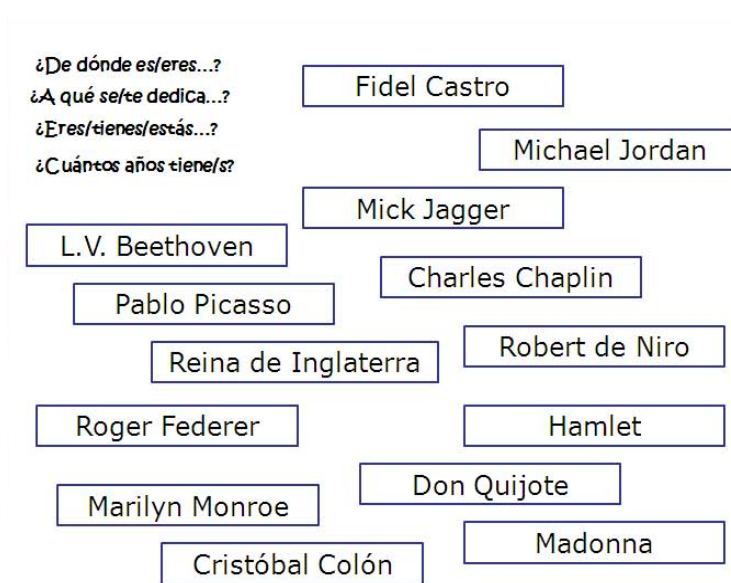 ¿De dónde es/eres...?
¿A qué se/te dedica...?
¿Eres/tienes/estás...?
¿Cuántos años tiene/s?
Fidel Castro
Michael Jordan
Mick Jagger
L.V. Beethoven
Charles Chaplin
Pablo Picasso
Robert de Niro
Reina de Inglaterra
Roger Federer
Hamlet
Don Quijote
Marilyn Monroe
Madonna
Cristóbal Colón